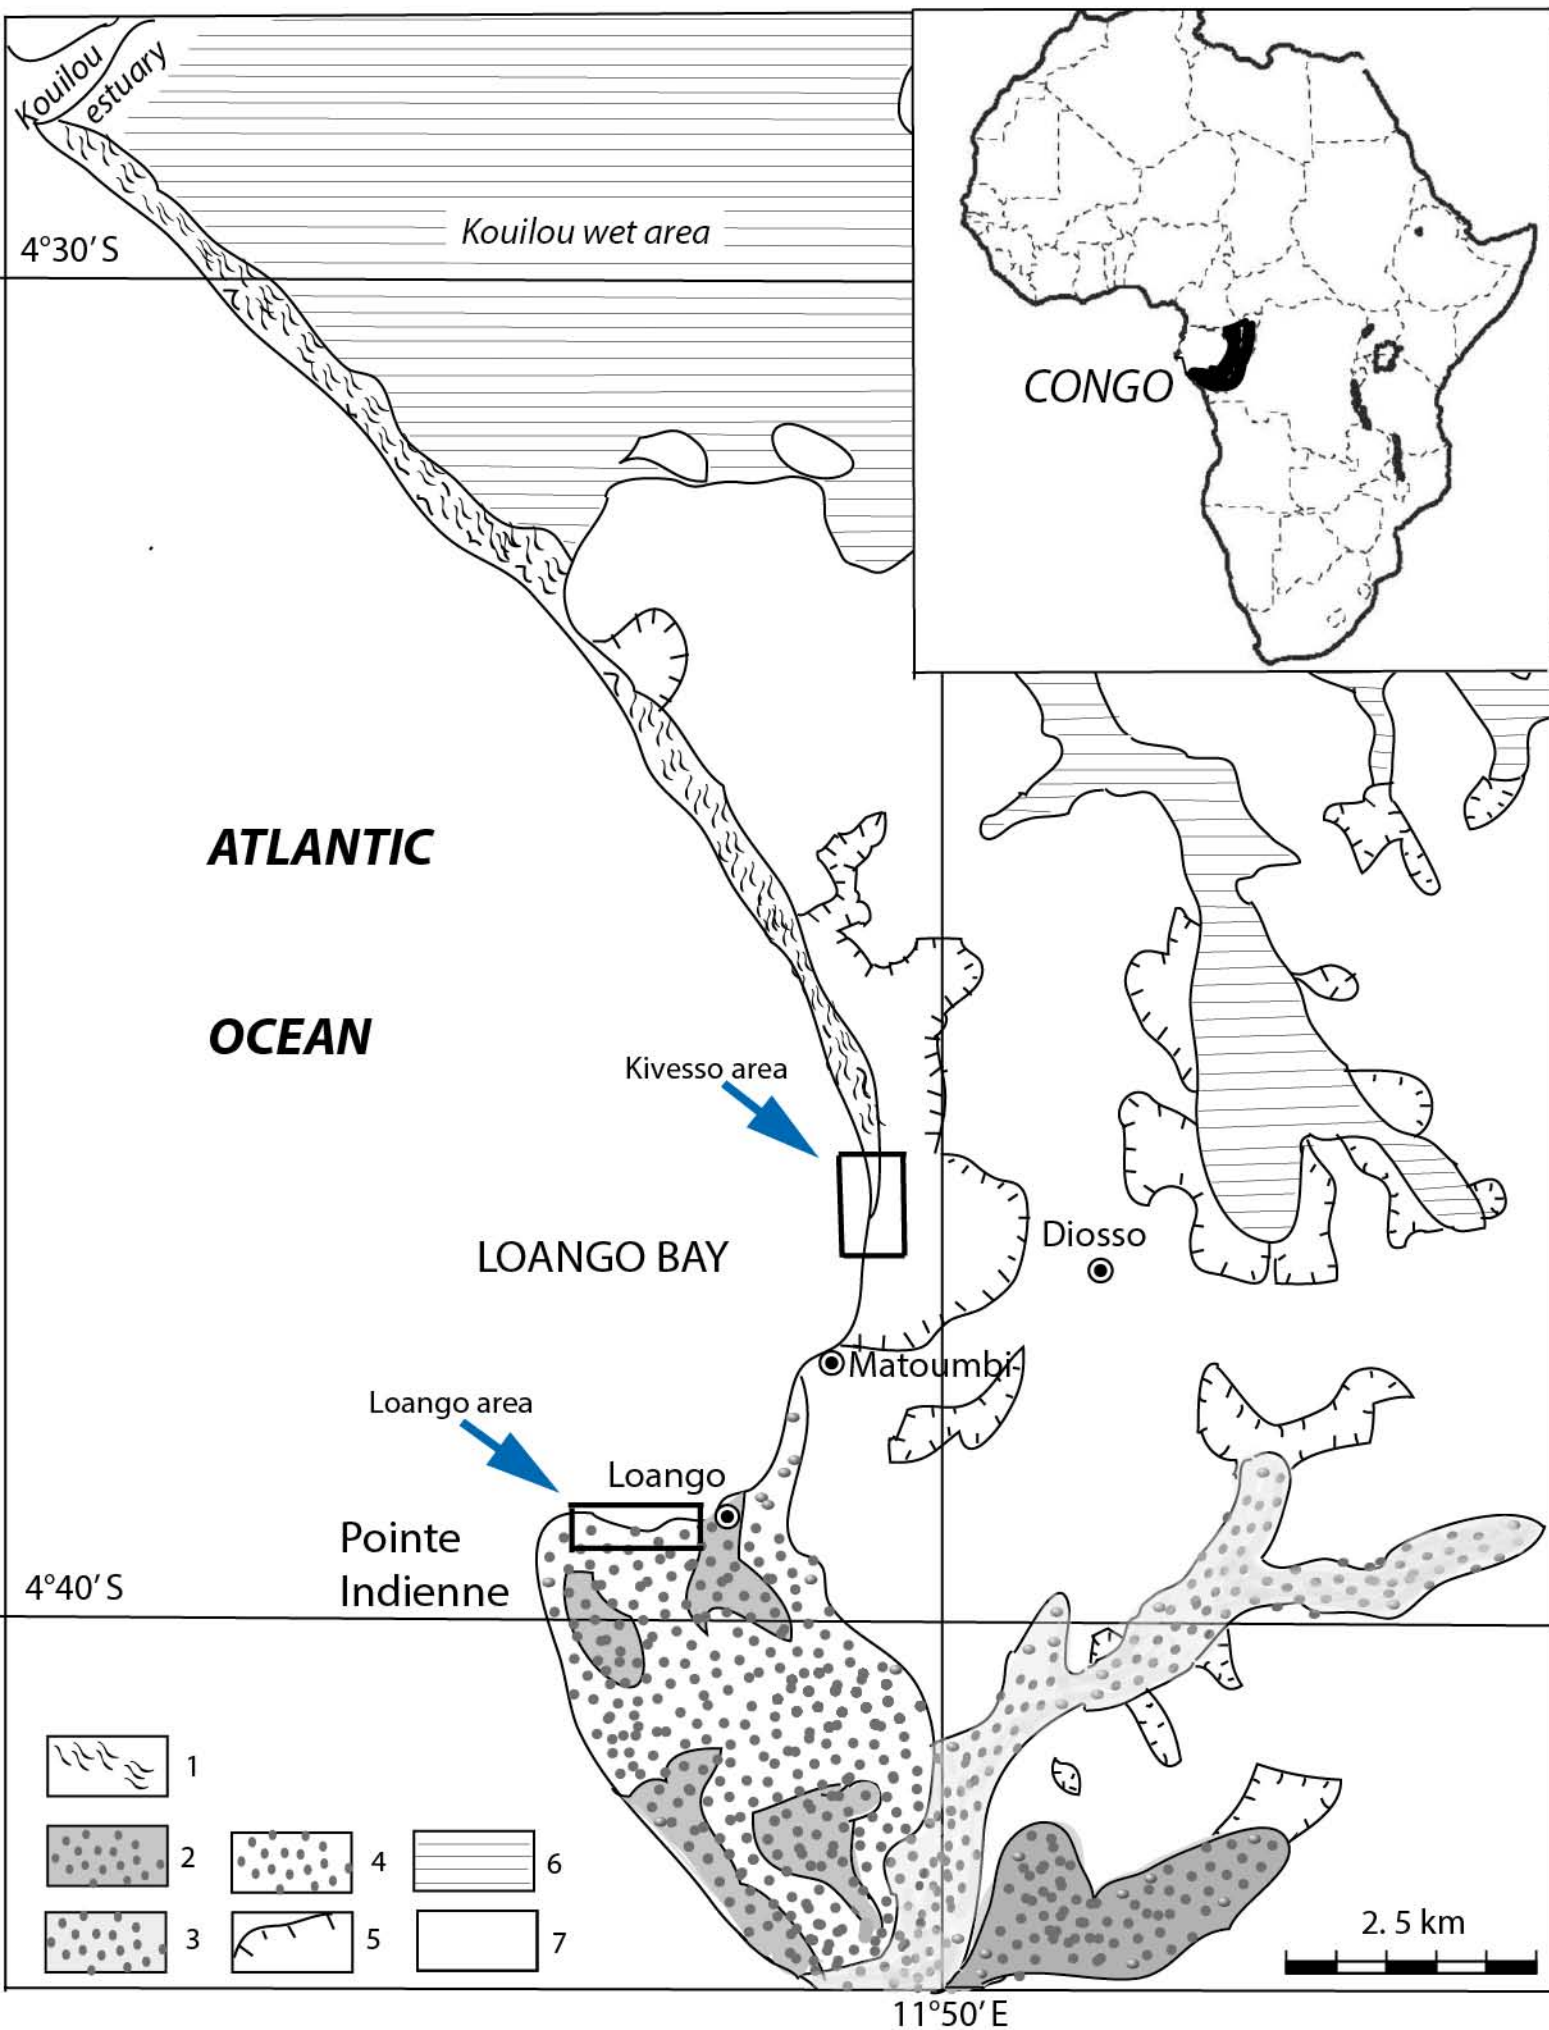 Kouilou
estuary
Kouilou wet area
4°30' S
CONGO
ATLANTIC
OCEAN
Kivesso area
LOANGO BAY
Diosso
Matoumbi
Loango area
Loango
Pointe
Indienne
4°40' S
1
2
4
6
3
5
7
2. 5 km
11°50' E